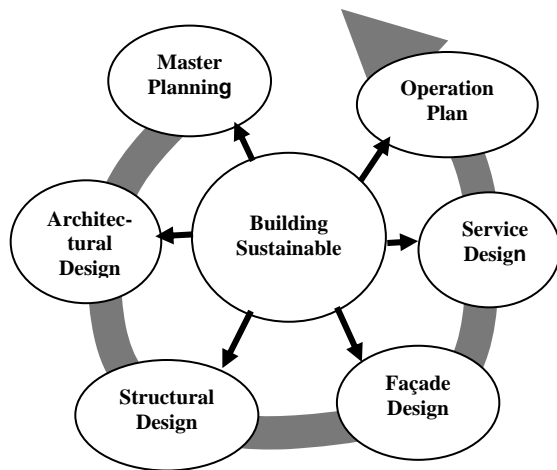 Master
Planning
Operation
Plan
Architec-
tural
Design
Building
Sustainable
Service
Design
Structural
Design
Façade
Design